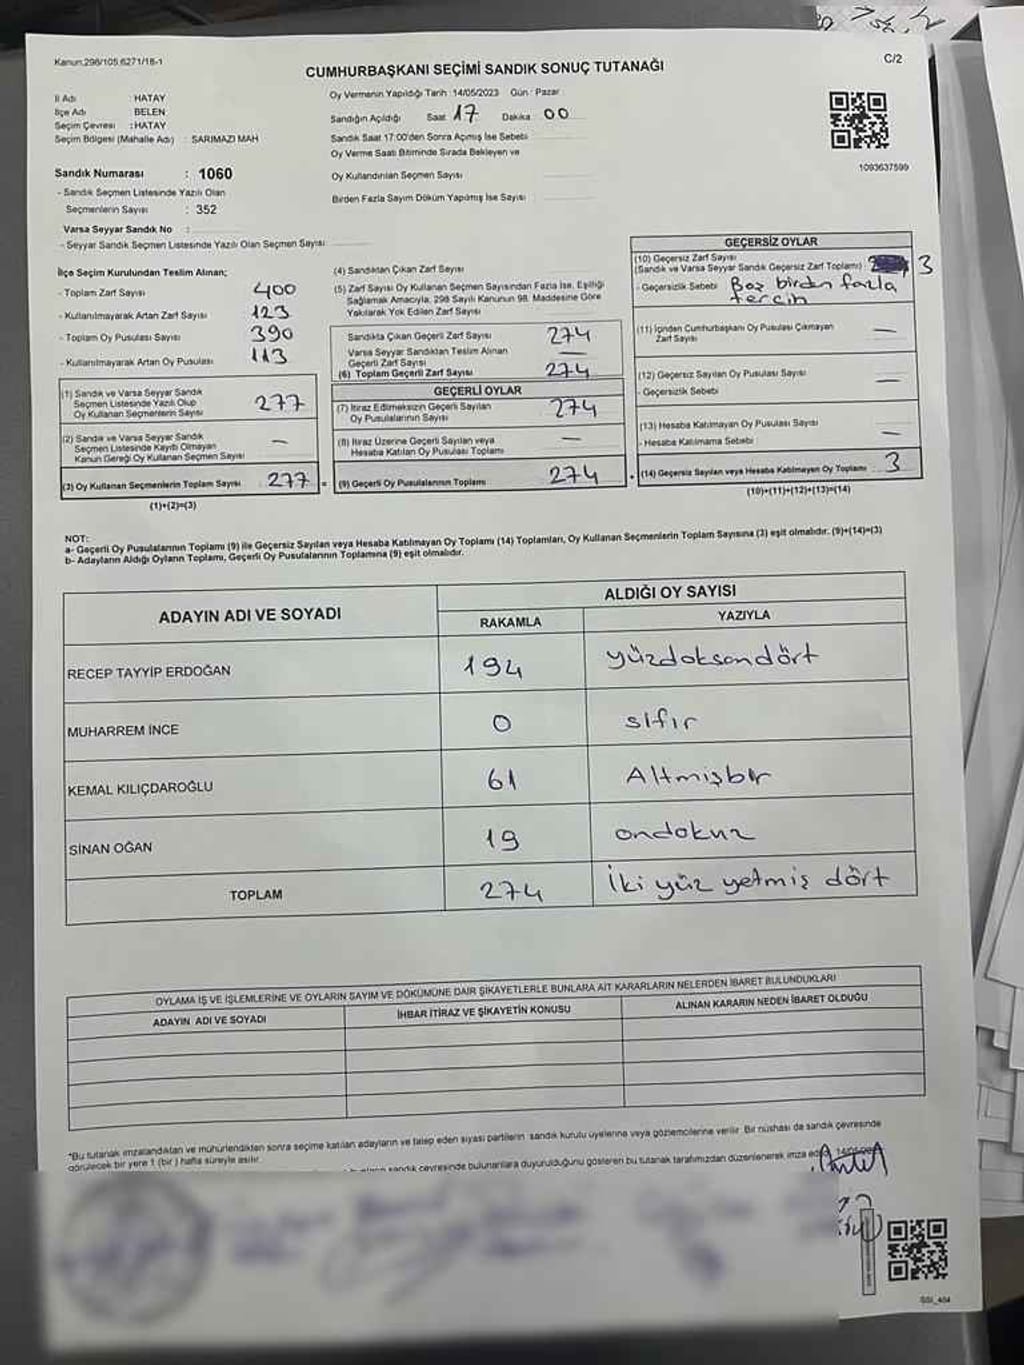 Kanun.298/105,6271/18-1
C/2
CUMHURBAŞKANI SEÇİMİ SANDIK SONUÇ TUTANAĞI
İl Adı : HATAY
İlçe Adı : BELEN
Seçim Çevresi : HATAY
Seçim Bölgesi (Mahalle Adı) : SARIMAZI MAH
Sandık Numarası : 1060
- Sandık Seçmen Listesinde Yazılı Olan
Seçmenlerin Sayısı : 352
Varsa Seyyar Sandık No :
- Seyyar Sandık Seçmen Listesinde Yazılı Olan Seçmen Sayısı
Oy Vermenin Yapıldığı Tarih : 14/05/2023 Gün : Pazar
Sandığın Açıldığı Saat 17 Dakika 00
Sandık Saat 17:00'den Sonra Açılmış İse Sebebi
Oy Verme Saati Bitiminde Sırada Bekleyen ve
Oy Kullandırılan Seçmen Sayısı
Birden Fazla Sayım Döküm Yapılmış İse Sayısı
1093637599
İlçe Seçim Kurulundan Teslim Alınan;
- Toplam Zarf Sayısı 400
- Kullanılmayarak Artan Zarf Sayısı 123
- Toplam Oy Pusulası Sayısı 390
- Kullanılmayarak Artan Oy Pusulası 113
(1) Sandık ve Varsa Seyyar Sandık
Seçmen Listesinde Yazılı Olup
Oy Kullanan Seçmenlerin Sayısı 277
(2) Sandık ve Varsa Seyyar Sandık
Seçmen Listesinde Kayıtlı Olmayan
Kanun Gereği Oy Kullanan Seçmen Sayısı —
(3) Oy Kullanan Seçmenlerin Toplam Sayısı 277 =
(1)+(2)=(3)
(4) Sandıktan Çıkan Zarf Sayısı
(5) Zarf Sayısı Oy Kullanan Seçmen Sayısından Fazla İse, Eşitliği
Sağlamak Amacıyla, 298 Sayılı Kanunun 98. Maddesine Göre
Yakılarak Yok Edilen Zarf Sayısı
Sandıkta Çıkan Geçerli Zarf Sayısı 274
Varsa Seyyar Sandıktan Teslim Alınan
Geçerli Zarf Sayısı —
(6) Toplam Geçerli Zarf Sayısı 274
GEÇERLİ OYLAR
(7) İtiraz Edilmeksizin Geçerli Sayılan
Oy Pusulalarının Sayısı 274
(8) İtiraz Üzerine Geçerli Sayılan veya
Hesaba Katılan Oy Pusulası Toplamı —
(9) Geçerli Oy Pusulalarının Toplamı 274
GEÇERSİZ OYLAR
(10) Geçersiz Zarf Sayısı
(Sandık ve Varsa Seyyar Sandık Geçersiz Zarf Toplamı) : 3
- Geçersizlik Sebebi Boş birden fazla
tercih
(11) İçinden Cumhurbaşkanı Oy Pusulası Çıkmayan
Zarf Sayısı —
(12) Geçersiz Sayılan Oy Pusulası Sayısı —
- Geçersizlik Sebebi
(13) Hesaba Katılmayan Oy Pusulası Sayısı —
- Hesaba Katılmama Sebebi
(14) Geçersiz Sayılan veya Hesaba Katılmayan Oy Toplamı 3
(10)+(11)+(12)+(13)=(14)
NOT:
a- Geçerli Oy Pusulalarının Toplamı (9) ile Geçersiz Sayılan veya Hesaba Katılmayan Oy Toplamı (14) Toplamları, Oy Kullanan Seçmenlerin Toplam Sayısına (3) eşit olmalıdır. (9)+(14)=(3)
b- Adayların Aldığı Oyların Toplamı, Geçerli Oy Pusulalarının Toplamına (9) eşit olmalıdır.
ADAYIN ADI VE SOYADI
ALDIĞI OY SAYISI
RAKAMLA YAZIYLA
RECEP TAYYİP ERDOĞAN 194 yüzdoksandört
MUHARREM İNCE 0 sıfır
KEMAL KILIÇDAROĞLU 61 Altmışbir
SİNAN OĞAN 19 ondokuz
TOPLAM 274 İki yüz yetmiş dört
OYLAMA İŞ VE İŞLEMLERİNE VE OYLARIN SAYIM VE DÖKÜMÜNE DAİR ŞİKAYETLERLE BUNLARA AİT KARARLARIN NELERDEN İBARET BULUNDUKLARI
ADAYIN ADI VE SOYADI İHBAR İTİRAZ VE ŞİKAYETİN KONUSU ALINAN KARARIN NEDEN İBARET OLDUĞU
*Bu tutanak imzalandıktan ve mühürlendikten sonra seçime katılan adayların ve talep eden siyasi partilerin sandık kurulu üyelerine veya gözlemcilerine verilir. Bir nüshası da sandık çevresinde
görülecek bir yere 1 (bir) hafta süreyle asılır.
sandık çevresinde bulunanlara duyurulduğunu gösteren bu tutanak tarafımızdan düzenlenerek imza
SSI_404